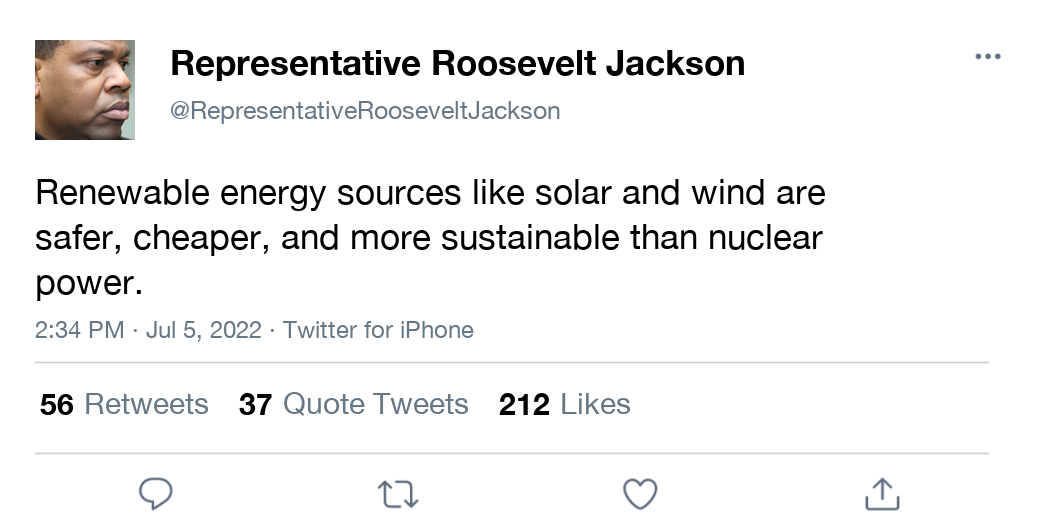 Representative Roosevelt Jackson
@RepresentativeRooseveltJackson
Renewable energy sources like solar and wind are
safer, cheaper, and more sustainable than nuclear
power.
2:34 PM · Jul 5, 2022 · Twitter for iPhone
56 Retweets 37 Quote Tweets 212 Likes